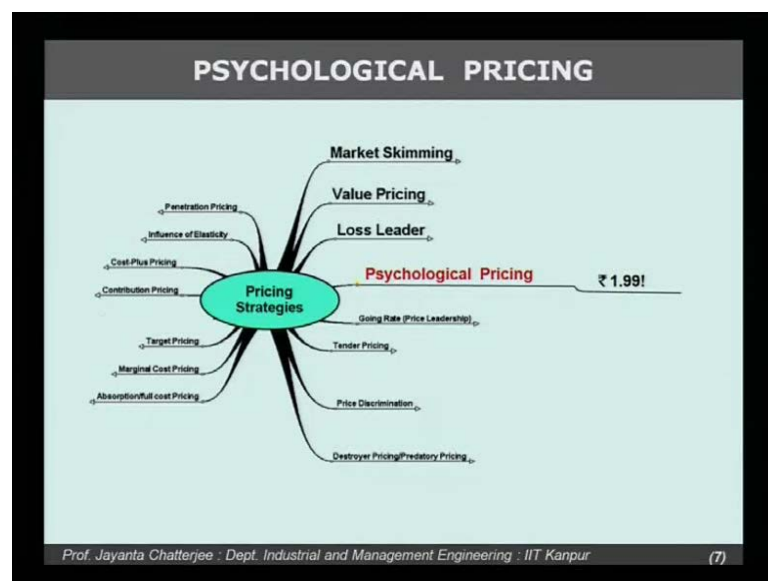 PSYCHOLOGICAL PRICING
Market Skimming
Value Pricing
Loss Leader
Psychological Pricing
₹ 1.99!
Going Rate (Price Leadership)
Tender Pricing
Price Discrimination
Destroyer Pricing/Predatory Pricing
Penetration Pricing
Influence of Elasticity
Cost-Plus Pricing
Contribution Pricing
Target Pricing
Marginal Cost Pricing
Absorption/full cost Pricing
Pricing
Strategies
Prof. Jayanta Chatterjee : Dept. Industrial and Management Engineering : IIT Kanpur
(7)